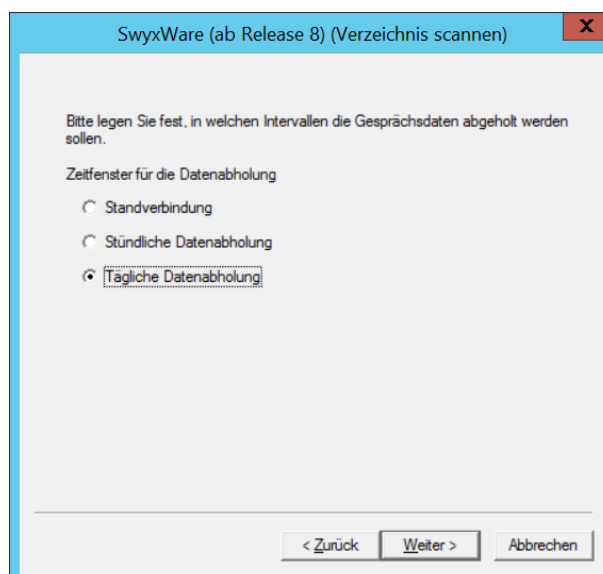 SwyxWare (ab Release 8) (Verzeichnis scannen)
X
Bitte legen Sie fest, in welchen Intervallen die Gesprächsdaten abgeholt werden
sollen.
Zeitfenster für die Datenabholung
Standverbindung
Stündliche Datenabholung
Tägliche Datenabholung
< Zurück
Weiter >
Abbrechen